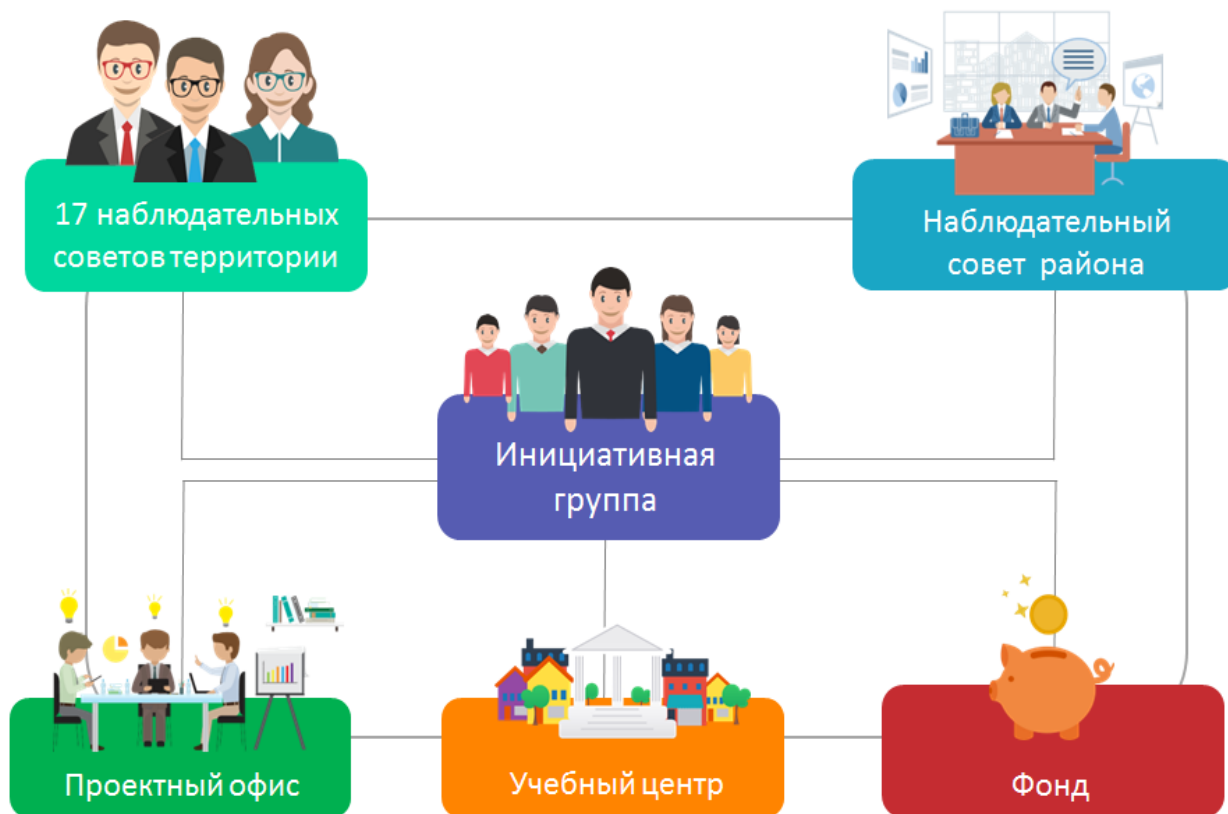 17 наблюдательных
советов территории
Наблюдательный
совет района
Инициативная
группа
Проектный офис
Учебный центр
Фонд